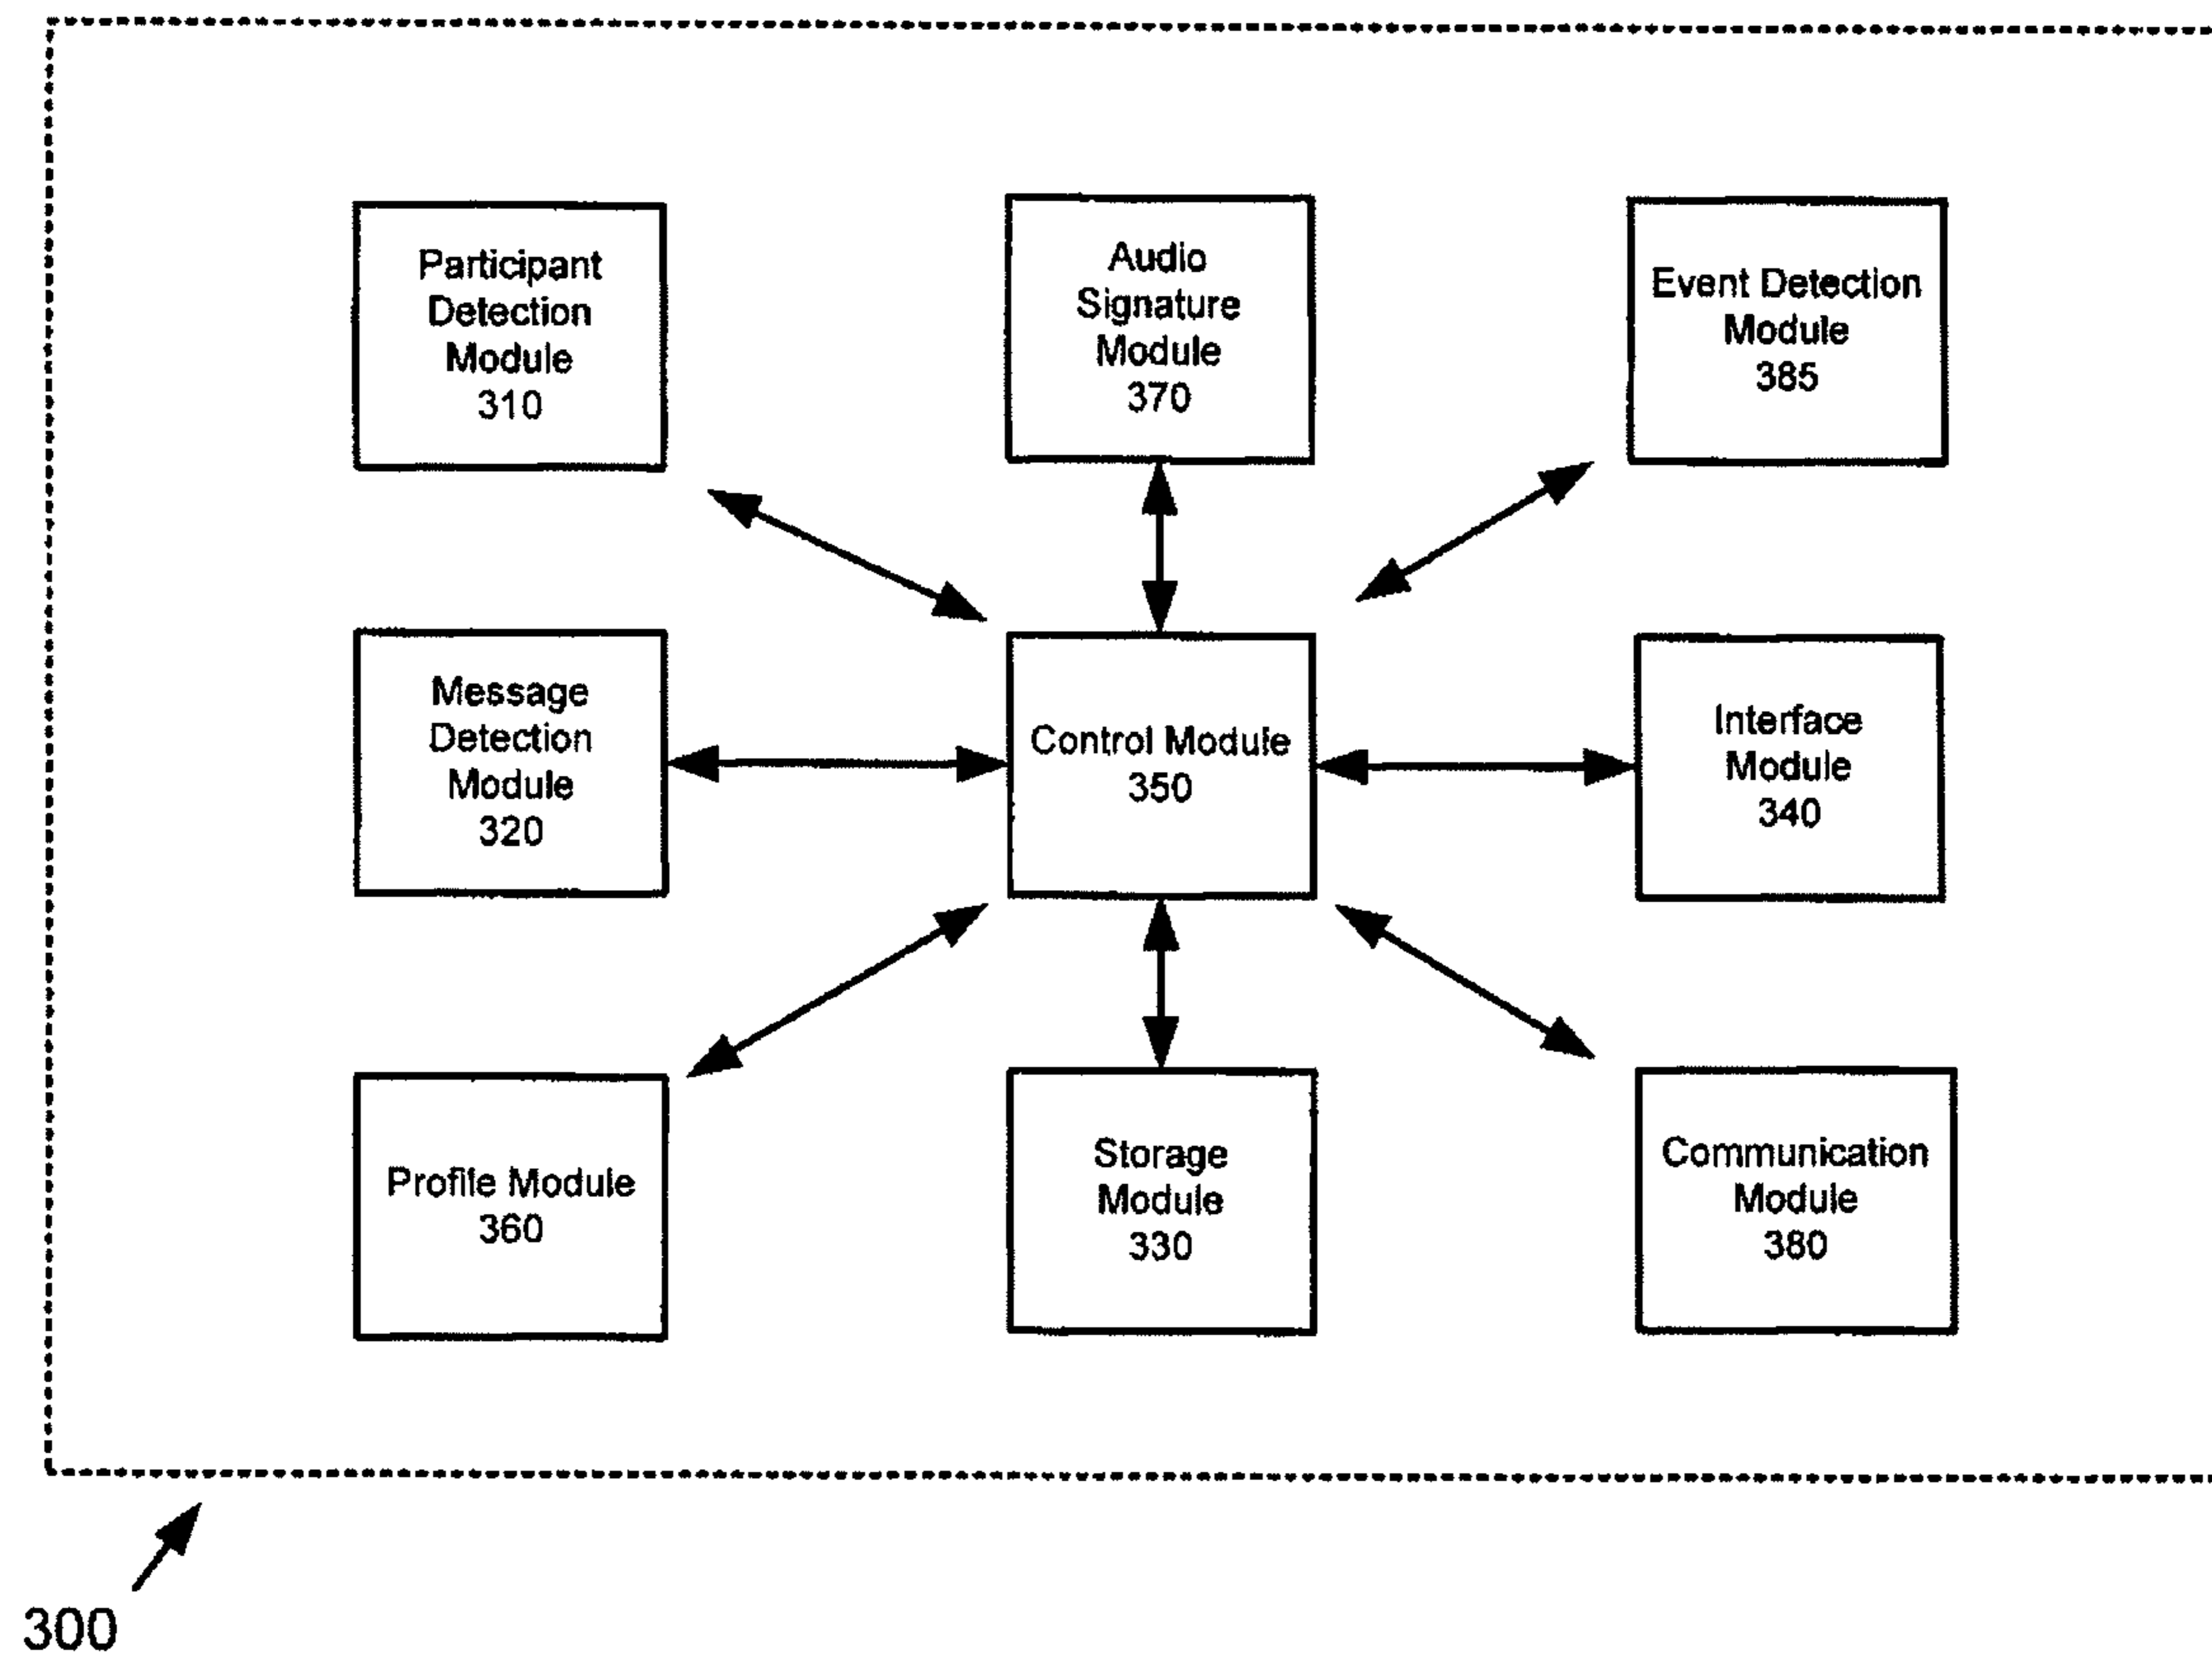 Participant
Detection
Module
310
Audio
Signature
Module
370
Event Detection
Module
385
Message
Detection
Module
320
Control Module
350
Interface
Module
340
Profile Module
360
Storage
Module
330
Communication
Module
380
300